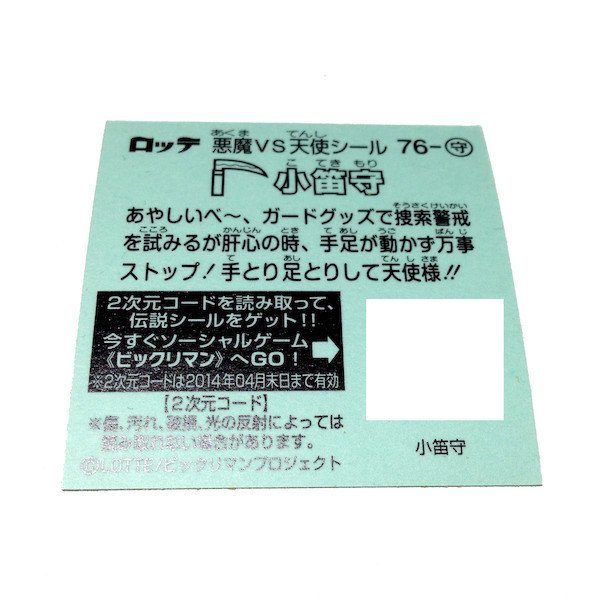 ロッテ 悪魔VS天使シール 76-守
小笛守
あやしいべ〜、ガードグッズで捜索警戒
を試みるが肝心の時、手足が動かず万事
ストップ!手とり足とりして天使様!!
2次元コードを読み取って、
伝説シールをゲット!!
今すぐソーシャルゲーム
《ビックリマン》へGO!
※2次元コードは2014年04月末日まで有効
【2次元コード】
※傷、汚れ、破損、光の反射によっては
読み取れない場合があります。
©LOTTE/ビックリマンプロジェクト
小笛守